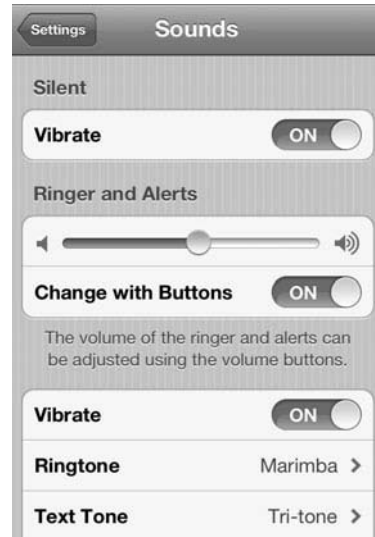 Settings Sounds
Silent
Vibrate ON
Ringer and Alerts
Change with Buttons ON
The volume of the ringer and alerts can
be adjusted using the volume buttons.
Vibrate ON
Ringtone Marimba
Text Tone Tri-tone